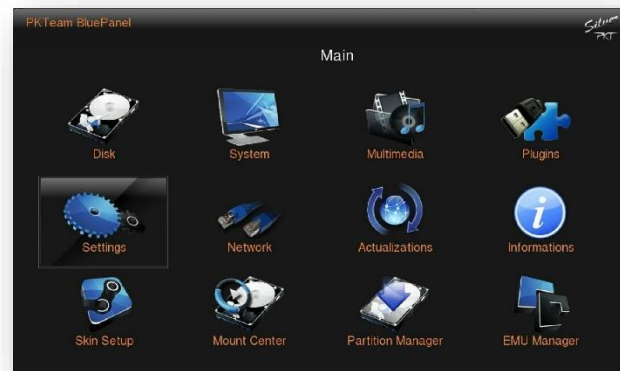 PKTeam BluePanel
Main
Disk
System
Multimedia
Plugins
Settings
Network
Actualizations
Informations
Skin Setup
Mount Center
Partition Manager
EMU Manager